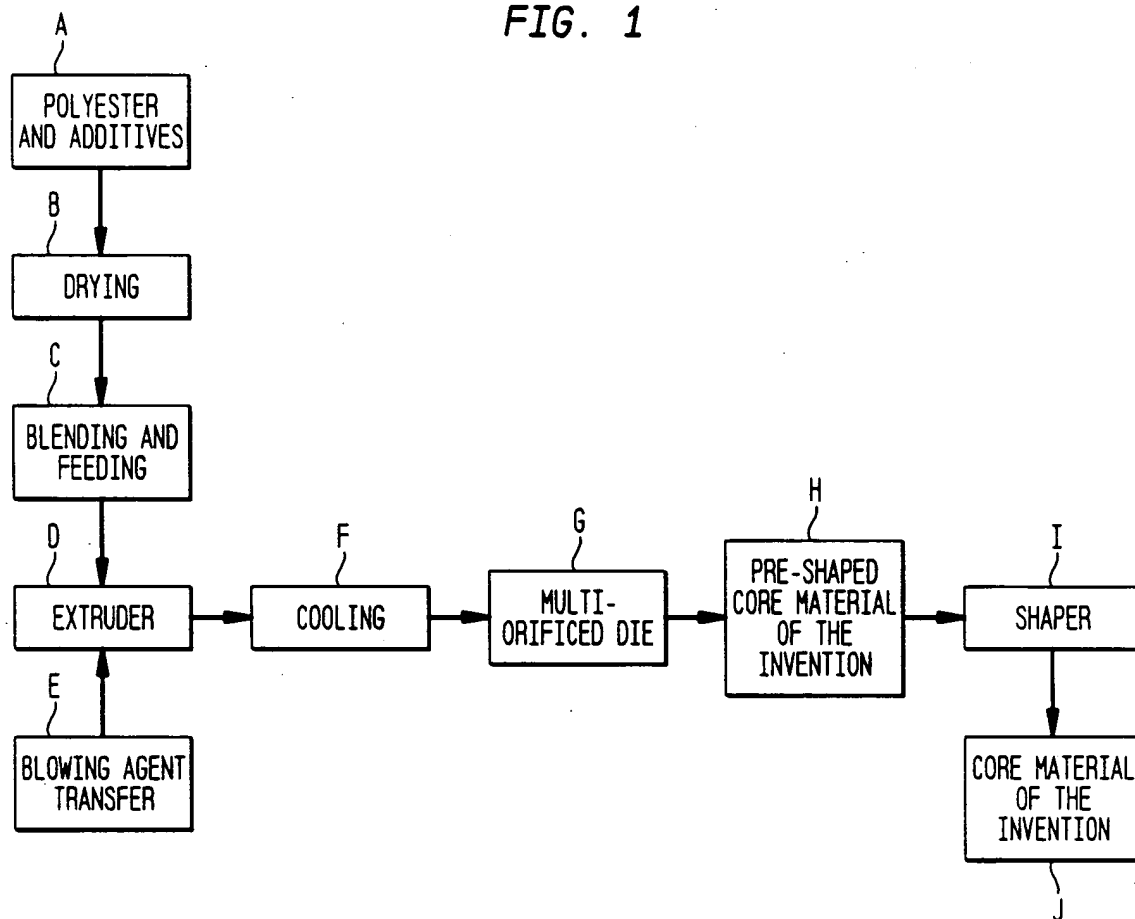 FIG. 1
A
POLYESTER
AND ADDITIVES
B
DRYING
C
BLENDING AND
FEEDING
D
EXTRUDER
E
BLOWING AGENT
TRANSFER
F
COOLING
G
MULTI-
ORIFICED DIE
H
PRE-SHAPED
CORE MATERIAL
OF THE
INVENTION
I
SHAPER
CORE MATERIAL
OF THE
INVENTION
J